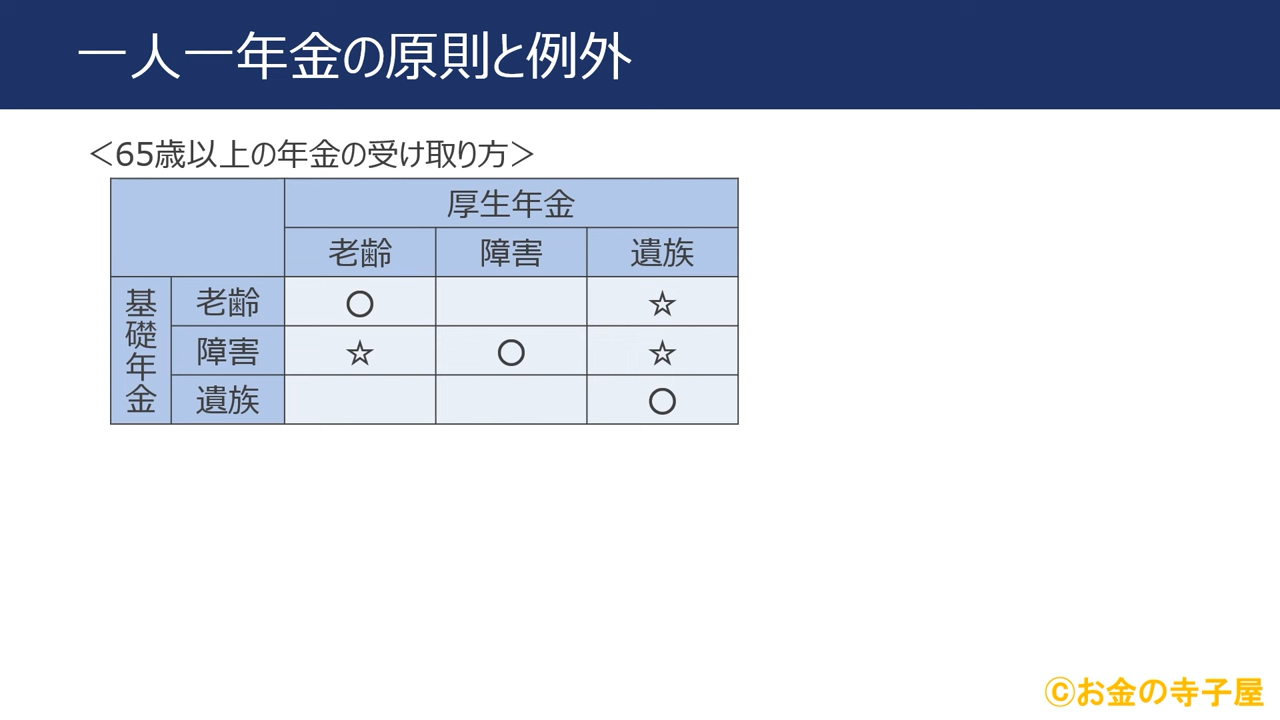 一人一年金の原則と例外
＜65歳以上の年金の受け取り方＞
厚生年金
老齢 障害 遺族
基礎年金
老齢 〇 ☆
障害 ☆ 〇 ☆
遺族 〇
©お金の寺子屋